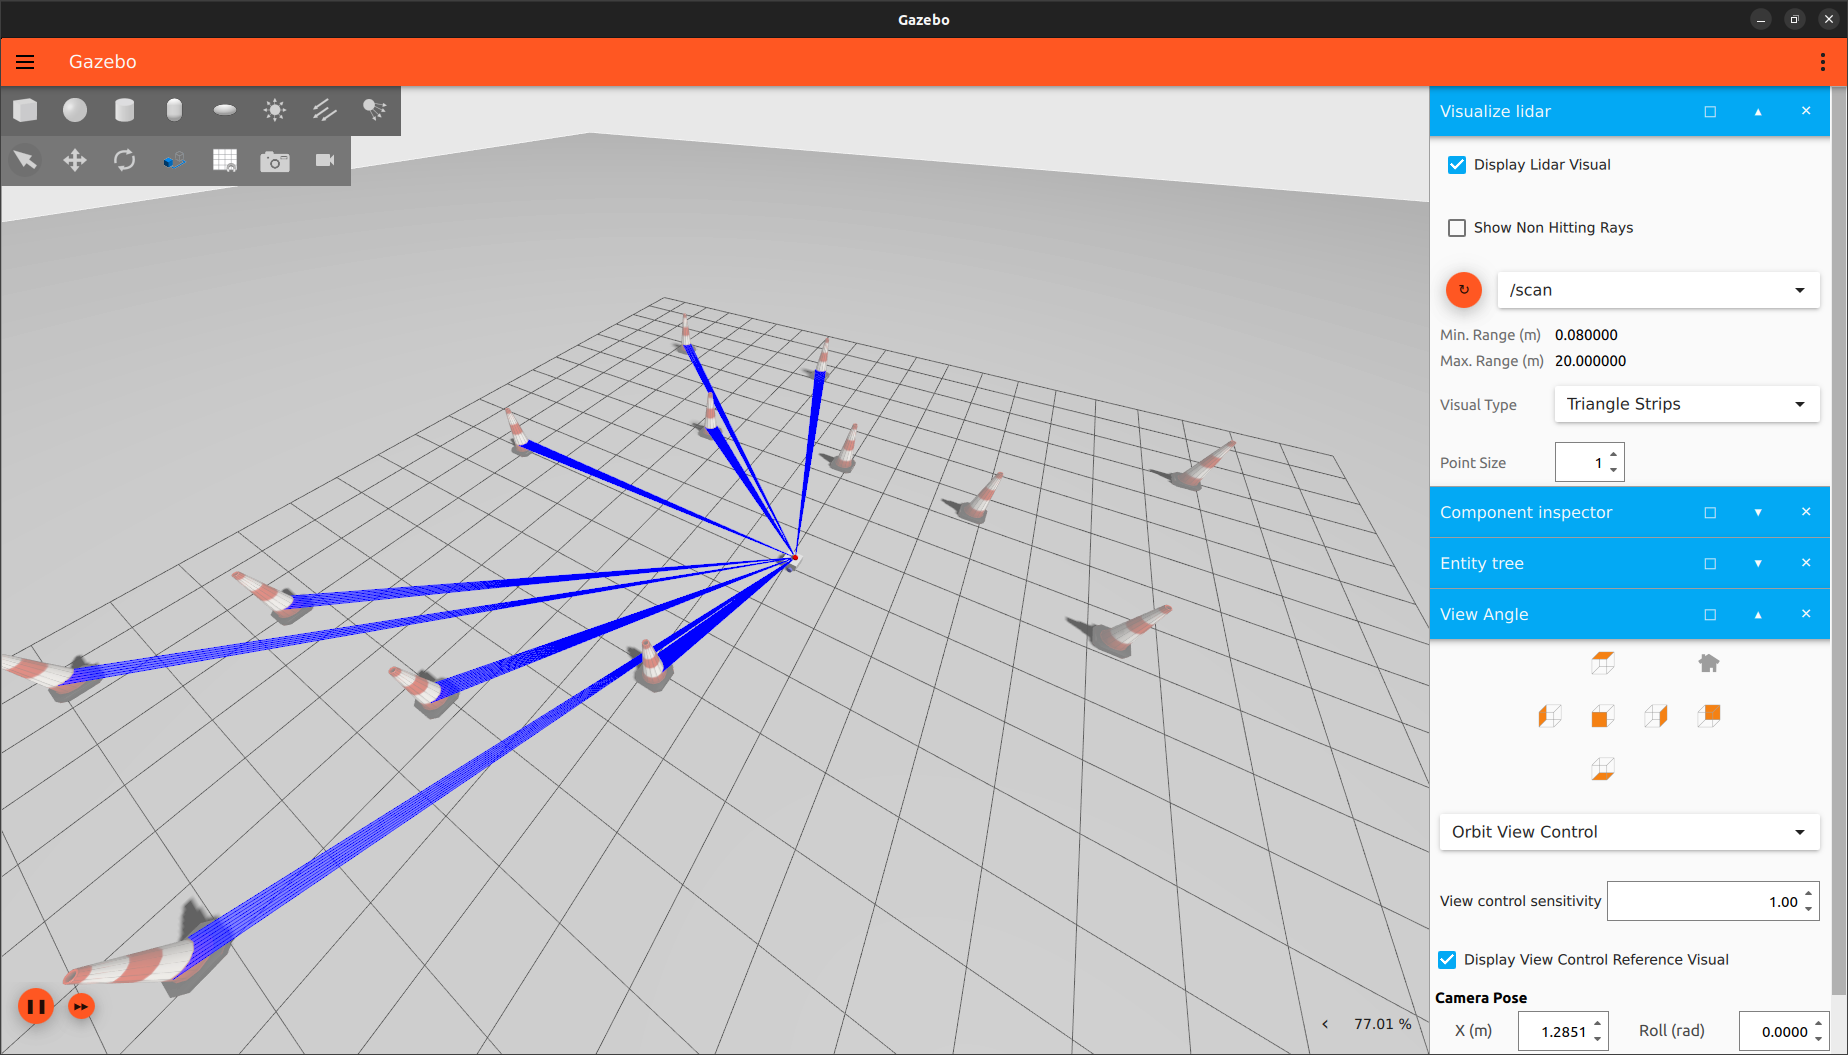 Gazebo
Gazebo
Visualize lidar
Display Lidar Visual
Show Non Hitting Rays
/scan
Min. Range (m) 0.080000
Max. Range (m) 20.000000
Visual Type Triangle Strips
Point Size 1
Component inspector
Entity tree
View Angle
Orbit View Control
View control sensitivity 1.00
Display View Control Reference Visual
Camera Pose
X (m) 1.2851 Roll (rad) 0.0000
77.01 %